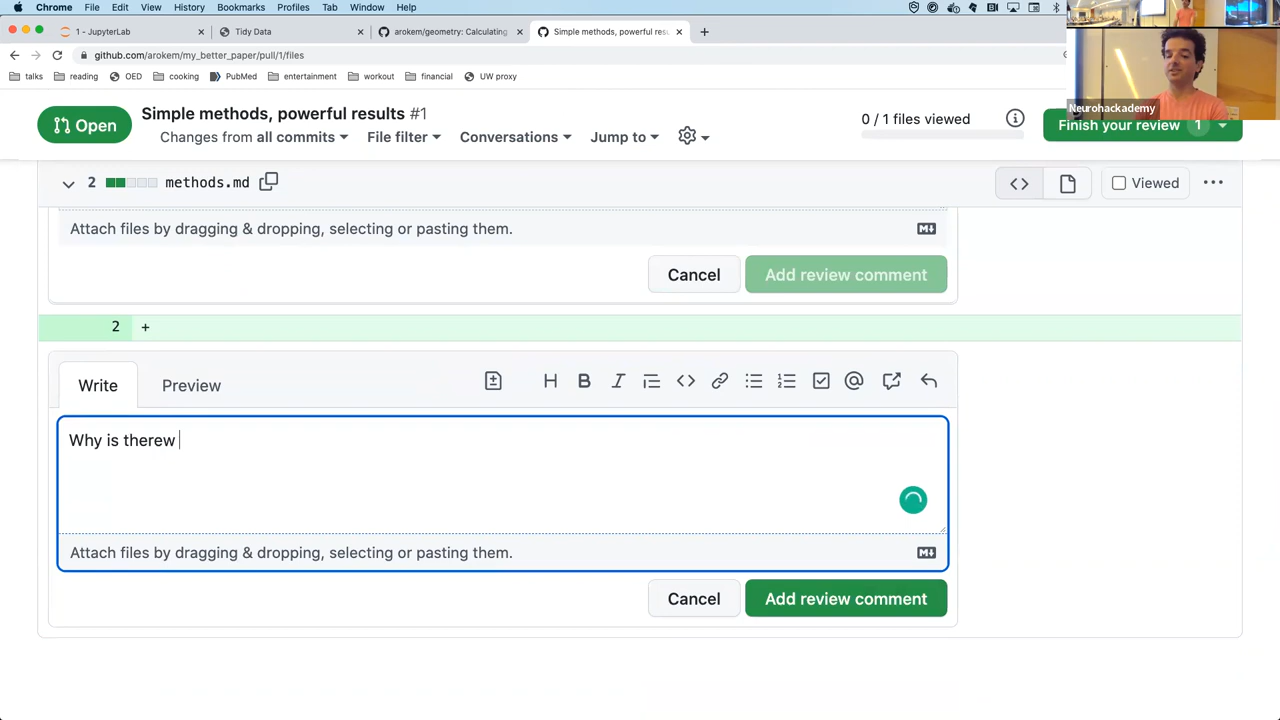 Chrome File Edit View History Bookmarks Profiles Tab Window Help
1 - JupyterLab Tidy Data arokem/geometry: Calculating Simple methods, powerful resu
github.com/arokem/my_better_paper/pull/1/files
talks reading OED cooking PubMed entertainment workout financial UW proxy
Neurohackademy
Open Simple methods, powerful results #1
Changes from all commits File filter Conversations Jump to
0 / 1 files viewed
Finish your review 1
2 methods.md
Viewed
Attach files by dragging & dropping, selecting or pasting them.
Cancel Add review comment
2 +
Write Preview
Why is therew
Attach files by dragging & dropping, selecting or pasting them.
Cancel Add review comment